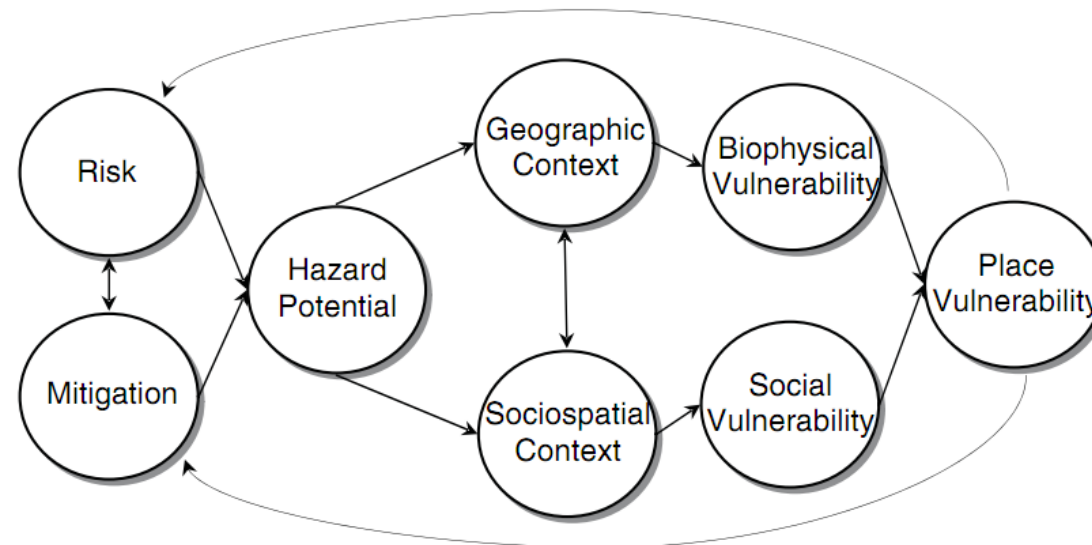 Risk
Mitigation
Hazard
Potential
Geographic
Context
Sociospatial
Context
Biophysical
Vulnerability
Social
Vulnerability
Place
Vulnerability